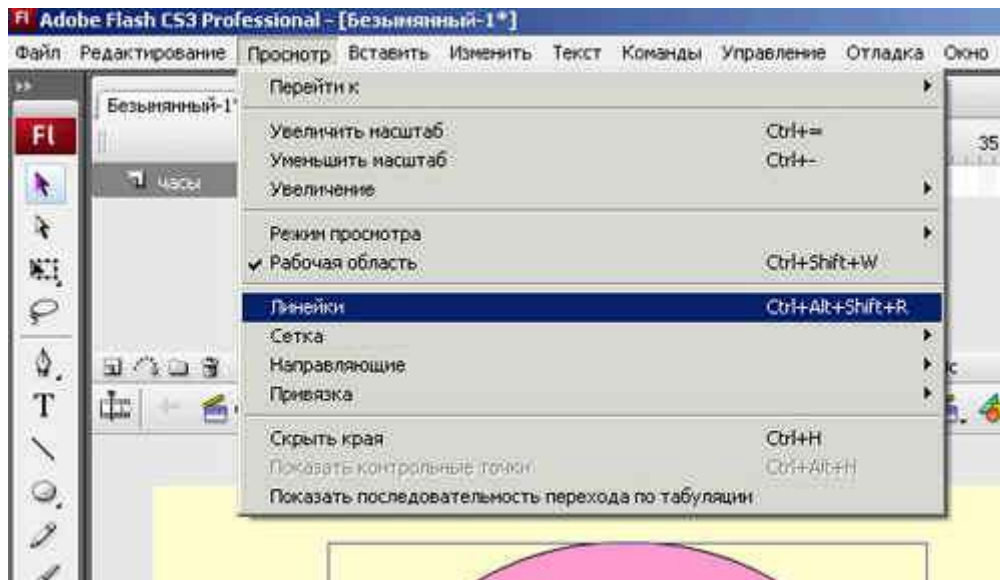 Fl Adobe Flash CS3 Professional - [Безымянный-1*]
Файл Редактирование Просмотр Вставить Изменить Текст Команды Управление Отладка Окно
Перейти к
Безымянный-1*
Увеличить масштаб Ctrl+=
Fl
35
Уменьшить масштаб Ctrl+-
часы
Увеличение
Режим просмотра
Рабочая область Ctrl+Shift+W
Линейки Ctrl+Alt+Shift+R
Сетка
Направляющие
Привязка
T
Скрыть края Ctrl+H
Показать контрольные точки Ctrl+Alt+H
Показать последовательность перехода по табуляции